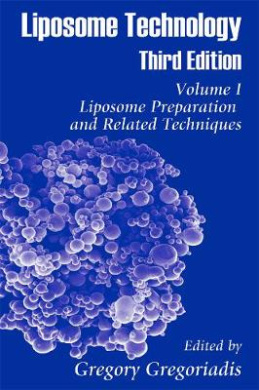 Liposome Technology
Third Edition
Volume I
Liposome Preparation
and Related Techniques
Edited by
Gregory Gregoriadis